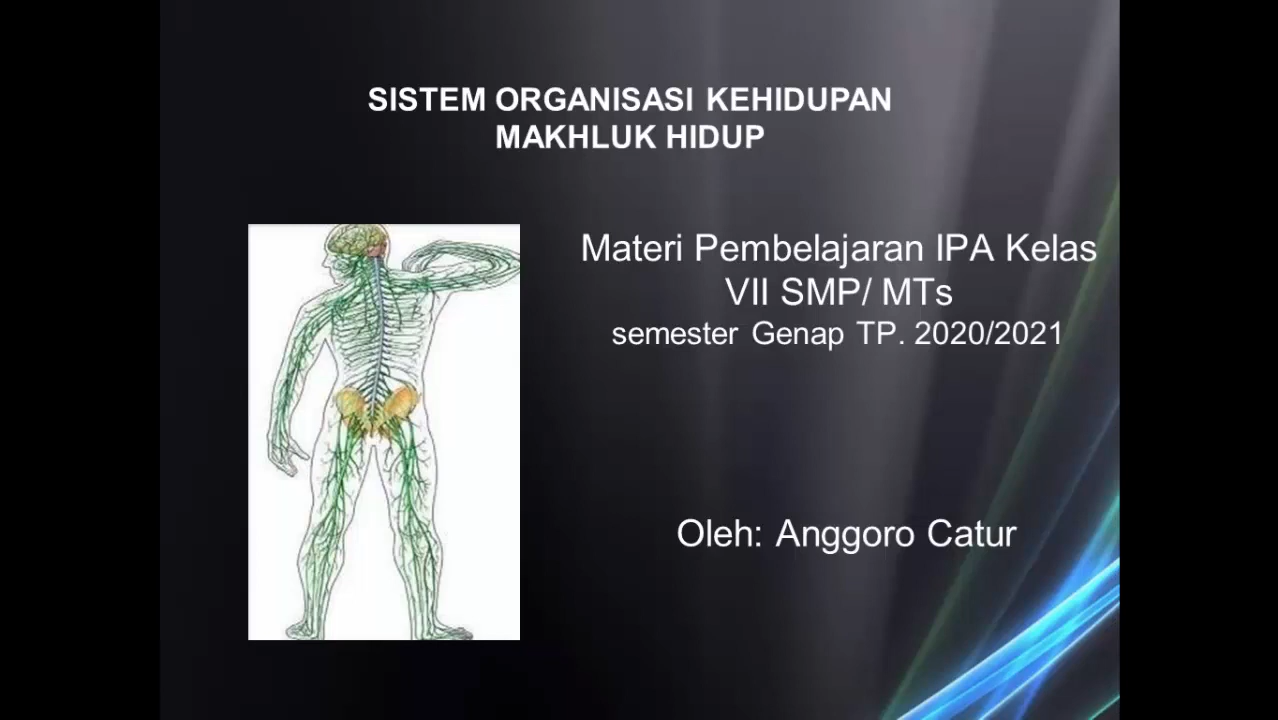 SISTEM ORGANISASI KEHIDUPAN
MAKHLUK HIDUP
Materi Pembelajaran IPA Kelas
VII SMP/ MTs
semester Genap TP. 2020/2021
Oleh: Anggoro Catur